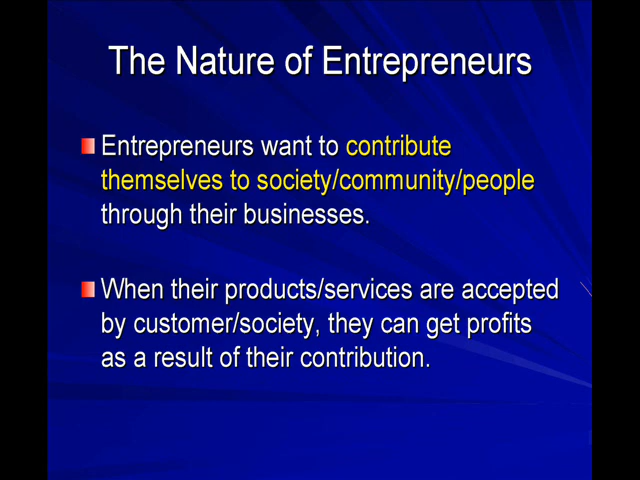 The Nature of Entrepreneurs
Entrepreneurs want to contribute
themselves to society/community/people
through their businesses.
When their products/services are accepted
by customer/society, they can get profits
as a result of their contribution.